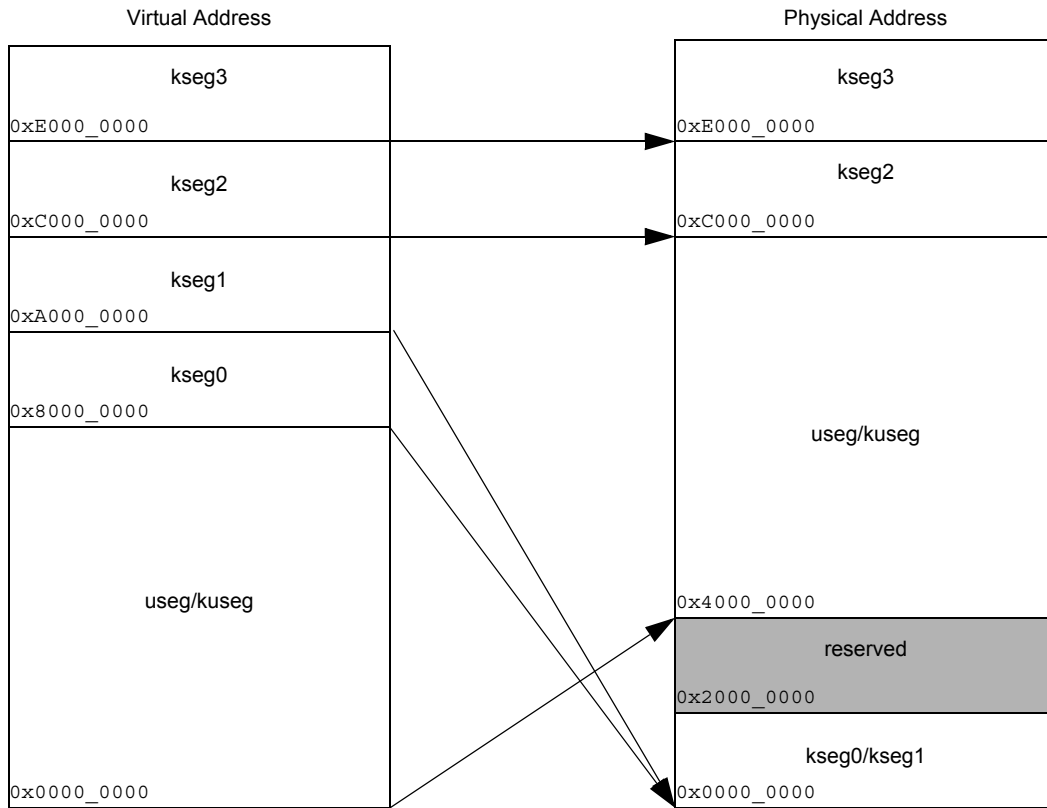 Virtual Address
kseg3
0xE000_0000
kseg2
0xC000_0000
kseg1
0xA000_0000
kseg0
0x8000_0000
useg/kuseg
0x0000_0000
Physical Address
kseg3
0xE000_0000
kseg2
0xC000_0000
useg/kuseg
0x4000_0000
reserved
0x2000_0000
kseg0/kseg1
0x0000_0000